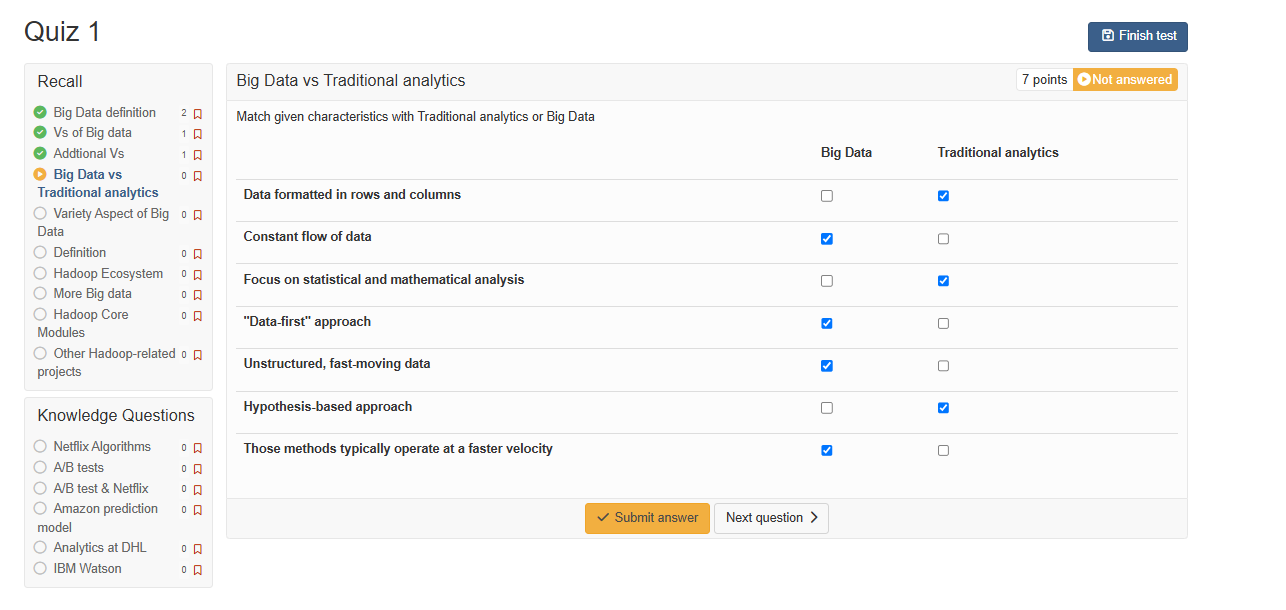 Quiz 1
Finish test
Recall
Big Data definition 2
Vs of Big data 1
Addtional Vs 1
Big Data vs 0
Traditional analytics
Variety Aspect of Big 0
Data
Definition 0
Hadoop Ecosystem 0
More Big data 0
Hadoop Core 0
Modules
Other Hadoop-related 0
projects
Knowledge Questions
Netflix Algorithms 0
A/B tests 0
A/B test & Netflix 0
Amazon prediction 0
model
Analytics at DHL 0
IBM Watson 0
Big Data vs Traditional analytics
7 points Not answered
Match given characteristics with Traditional analytics or Big Data
Big Data Traditional analytics
Data formatted in rows and columns
Constant flow of data
Focus on statistical and mathematical analysis
"Data-first" approach
Unstructured, fast-moving data
Hypothesis-based approach
Those methods typically operate at a faster velocity
Submit answer Next question